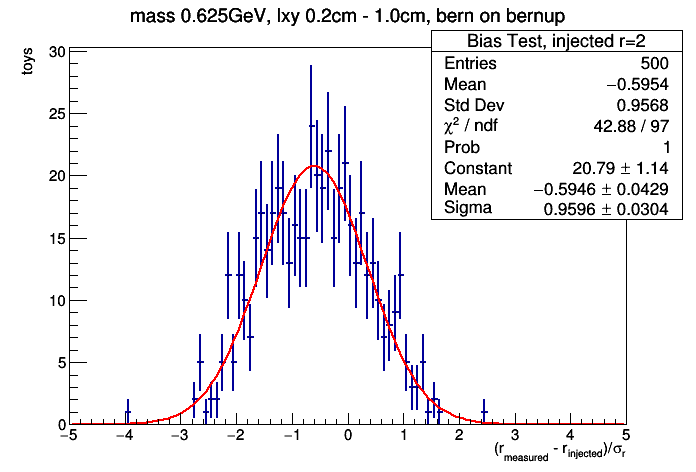 mass 0.625GeV, lxy 0.2cm - 1.0cm, bern on bernup
Bias Test, injected r=2
Entries 500
Mean −0.5954
Std Dev 0.9568
χ² / ndf 42.88 / 97
Prob 1
Constant 20.79 ± 1.14
Mean −0.5946 ± 0.0429
Sigma 0.9596 ± 0.0304
toys
30
25
20
15
10
5
0
−5 −4 −3 −2 −1 0 1 2 3 4 5
(r_measured - r_injected)/σ_r